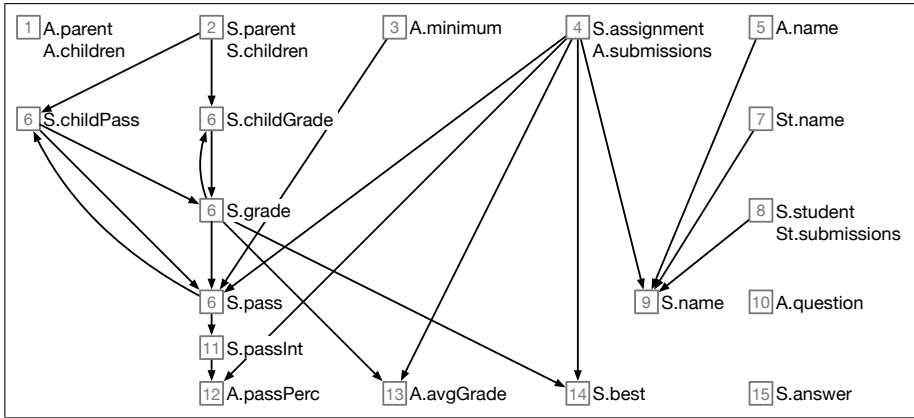 1 A.parent
A.children
2 S.parent
S.children
3 A.minimum
4 S.assignment
A.submissions
5 A.name
6 S.childPass
6 S.childGrade
7 St.name
6 S.grade
8 S.student
St.submissions
6 S.pass
9 S.name
10 A.question
11 S.passInt
12 A.passPerc
13 A.avgGrade
14 S.best
15 S.answer